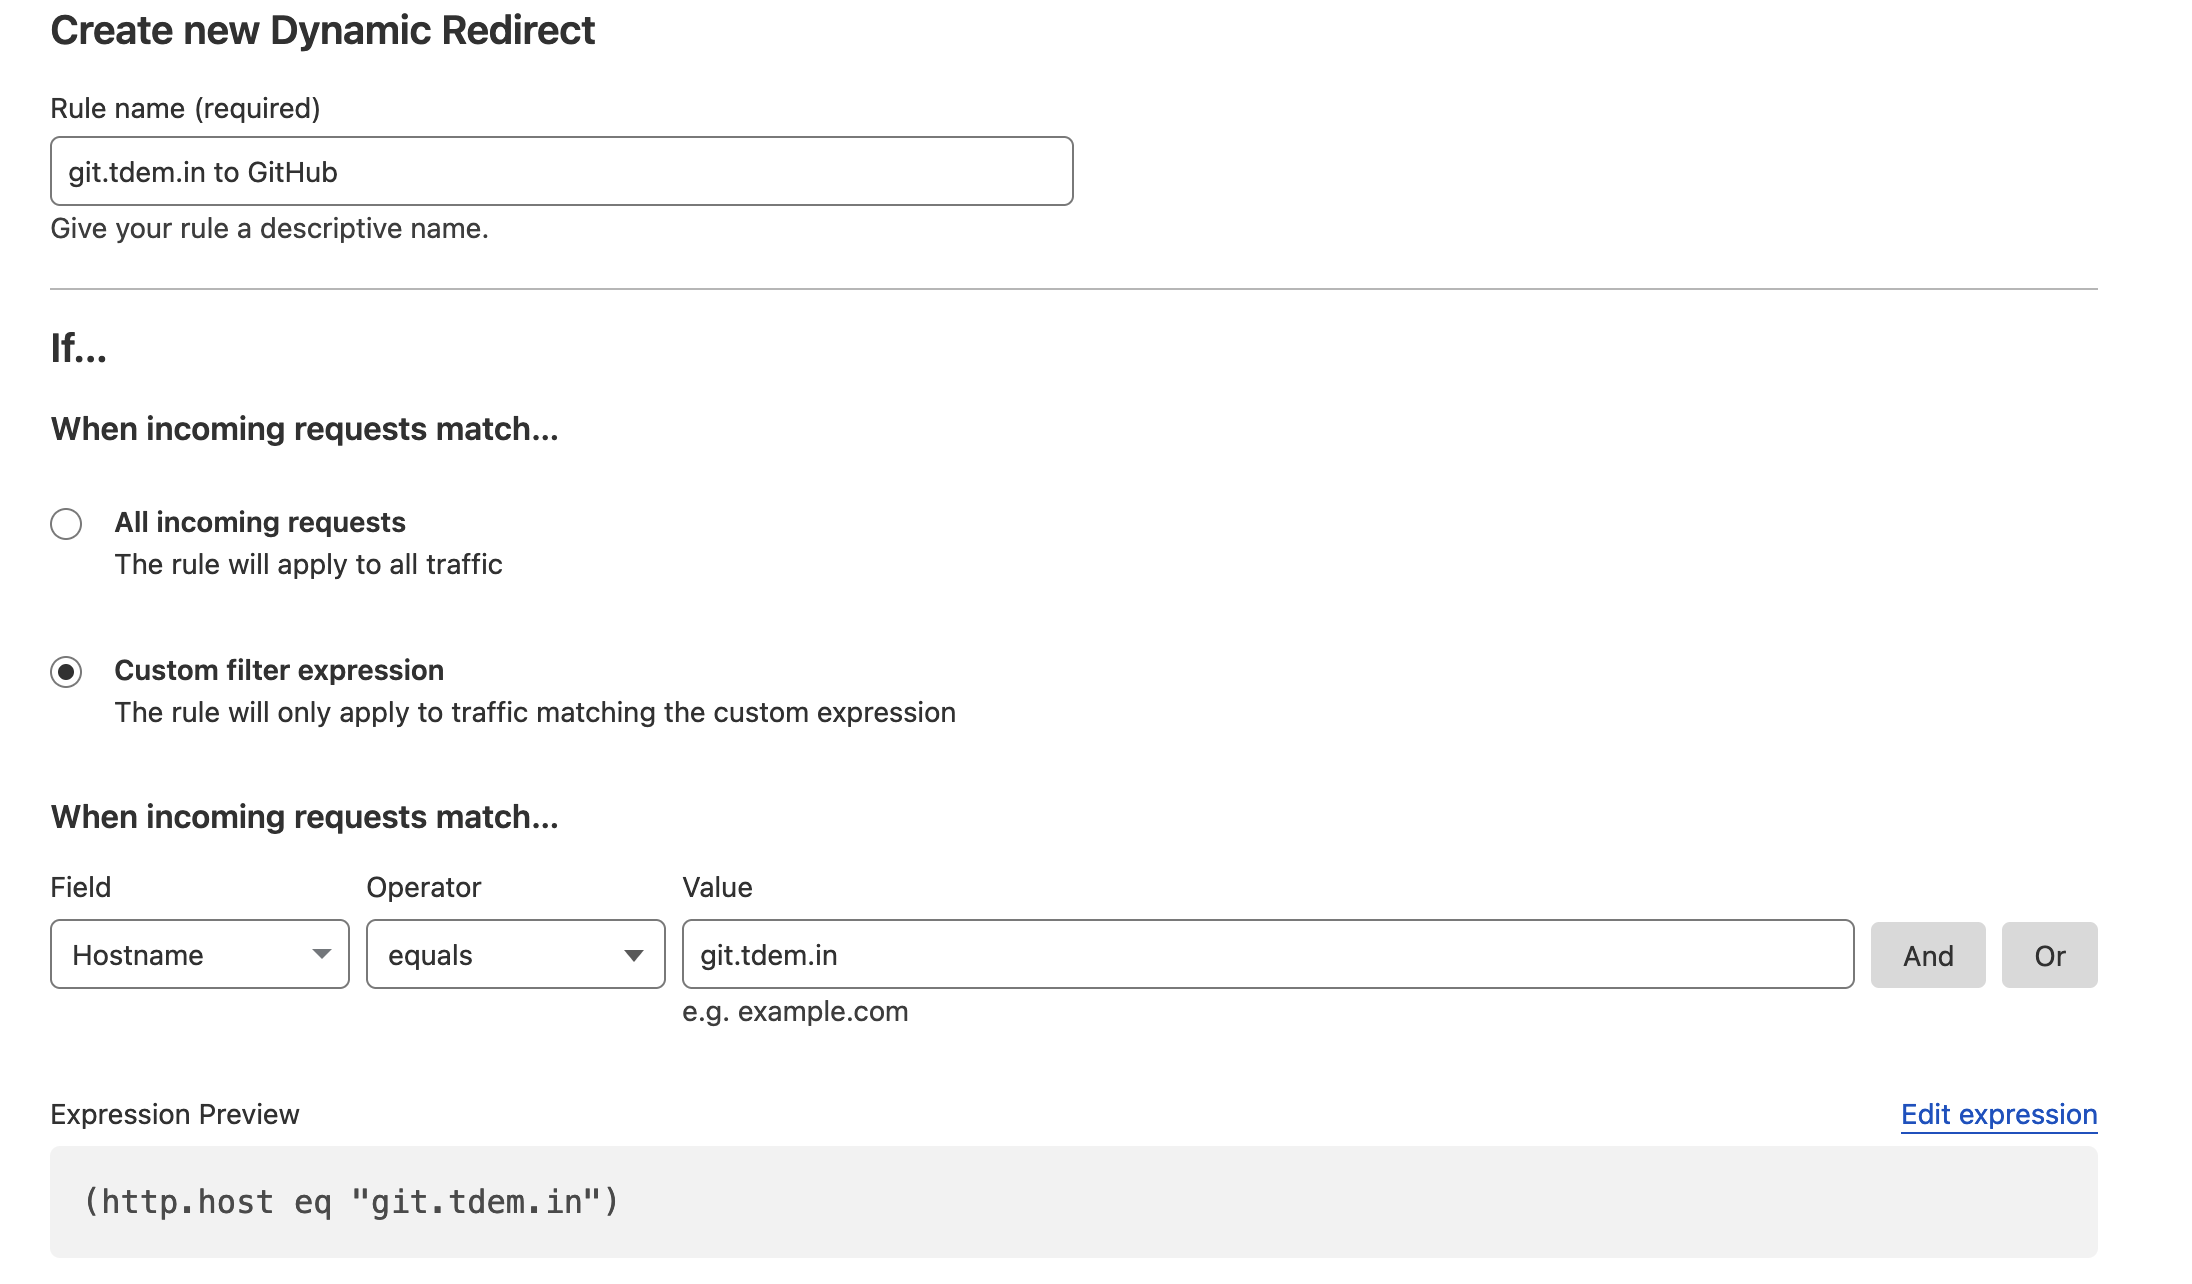 Create new Dynamic Redirect
Rule name (required)
git.tdem.in to GitHub
Give your rule a descriptive name.
If...
When incoming requests match...
All incoming requests
The rule will apply to all traffic
Custom filter expression
The rule will only apply to traffic matching the custom expression
When incoming requests match...
Field Operator Value
Hostname equals git.tdem.in And Or
e.g. example.com
Expression Preview Edit expression
(http.host eq "git.tdem.in")